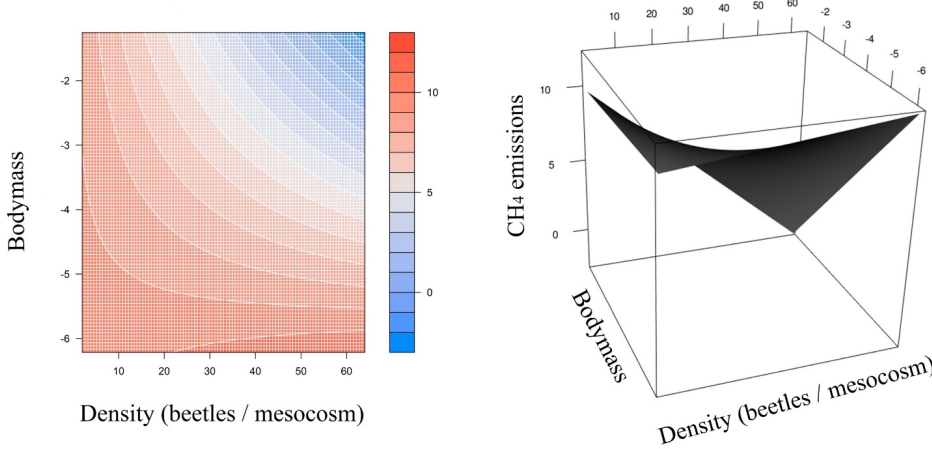 -2
-3
-4
-5
-6
Bodymass
10 20 30 40 50 60
Density (beetles / mesocosm)
10
5
0
10 20 30 40 50 60
-2 -3 -4 -5 -6
10
5
0
CH₄ emissions
Bodymass
Density (beetles / mesocosm)